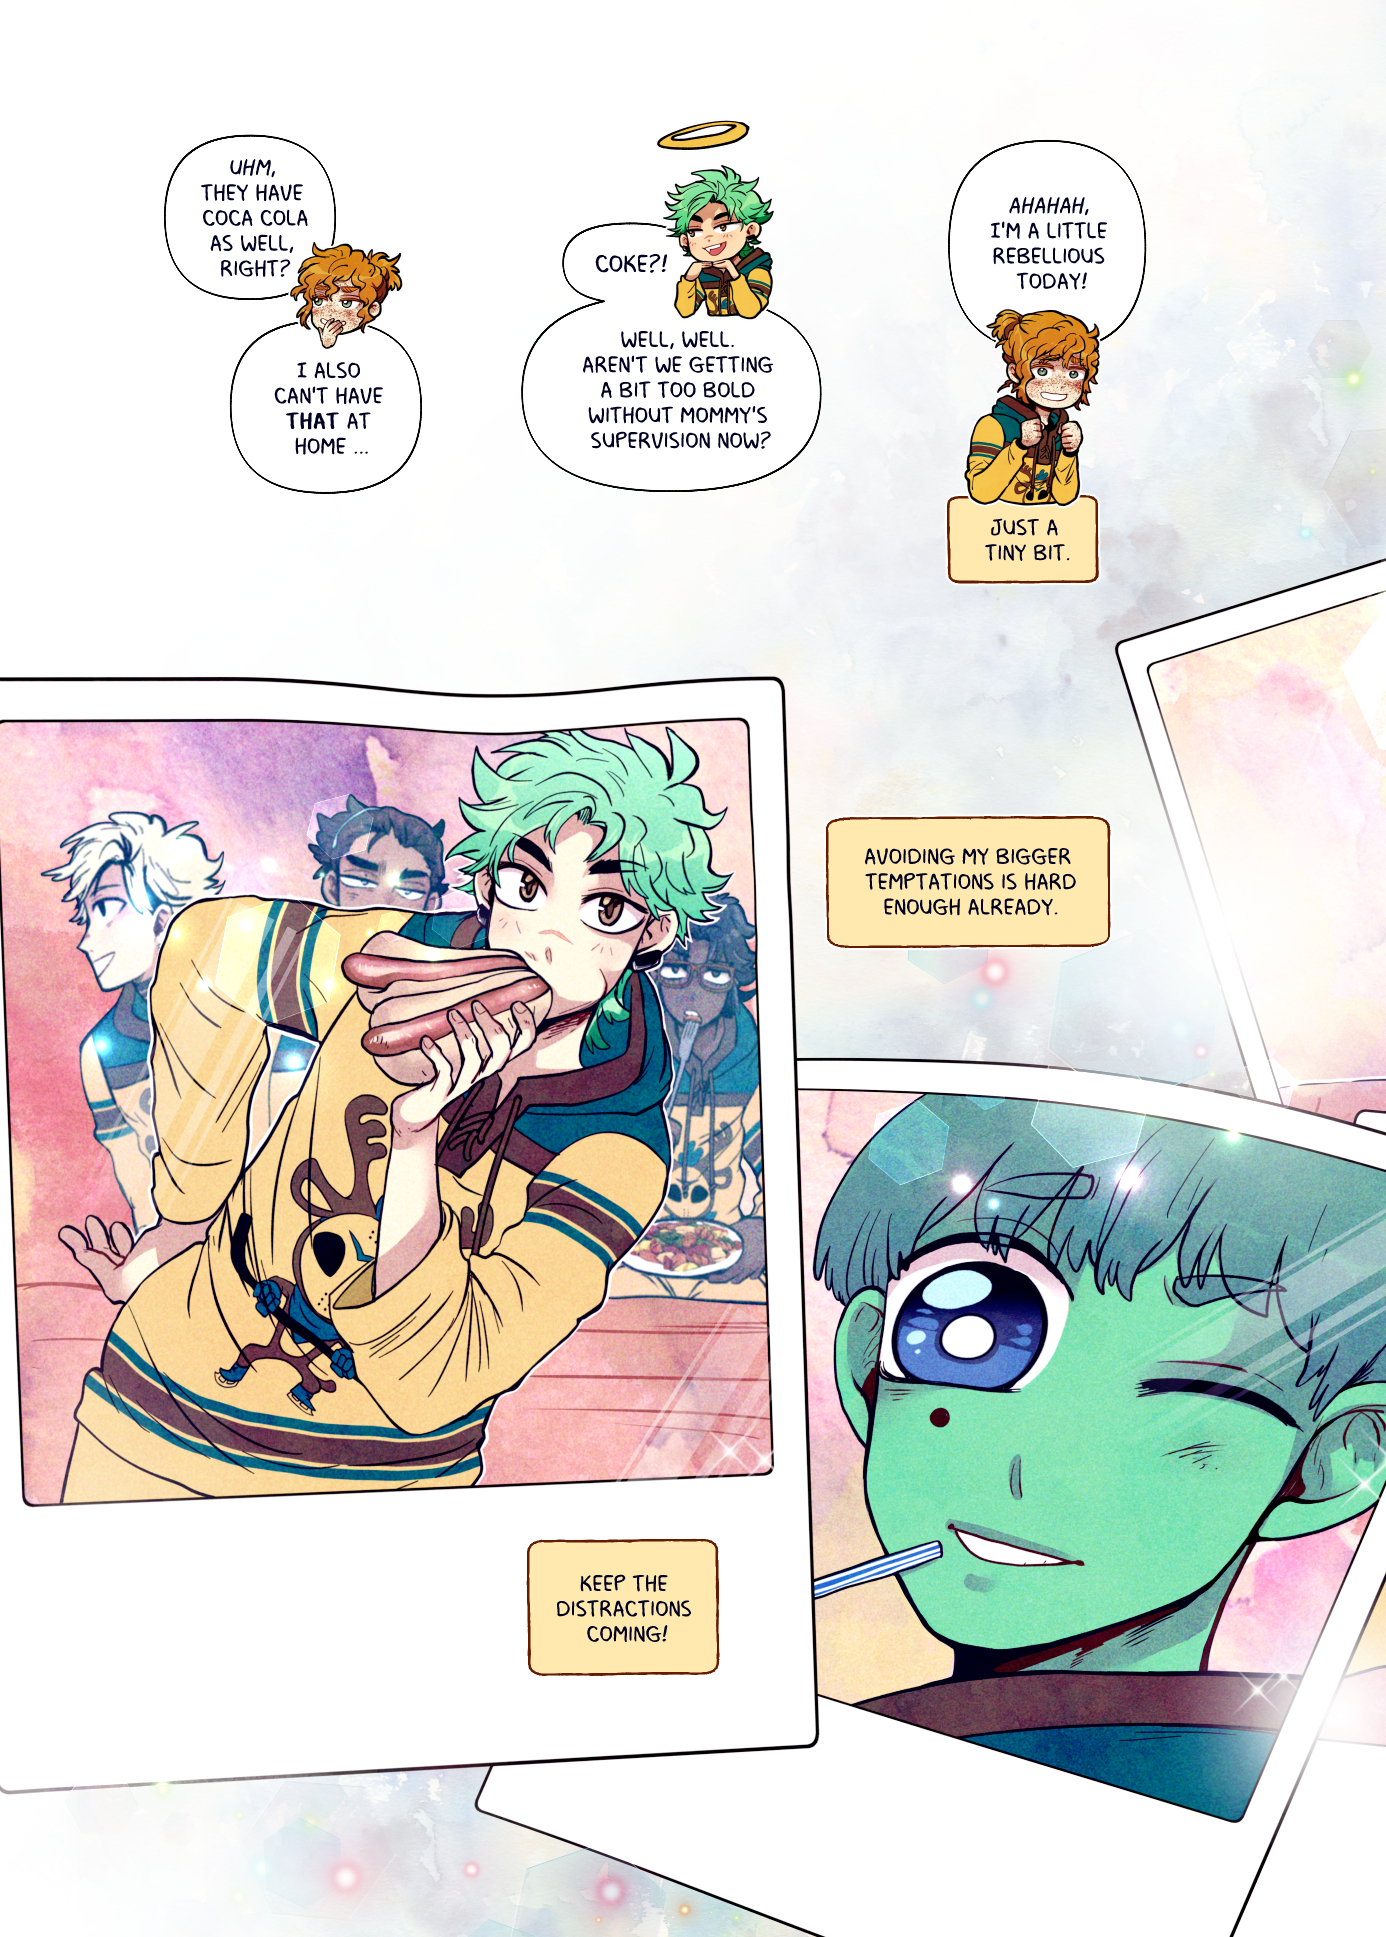 UHM,
THEY HAVE
COCA COLA
AS WELL,
RIGHT?
I ALSO
CAN'T HAVE
THAT AT
HOME ...
COKE?!
WELL, WELL.
AREN'T WE GETTING
A BIT TOO BOLD
WITHOUT MOMMY'S
SUPERVISION NOW?
AHAHAH,
I'M A LITTLE
REBELLIOUS
TODAY!
JUST A
TINY BIT.
AVOIDING MY BIGGER
TEMPTATIONS IS HARD
ENOUGH ALREADY.
KEEP THE
DISTRACTIONS
COMING!